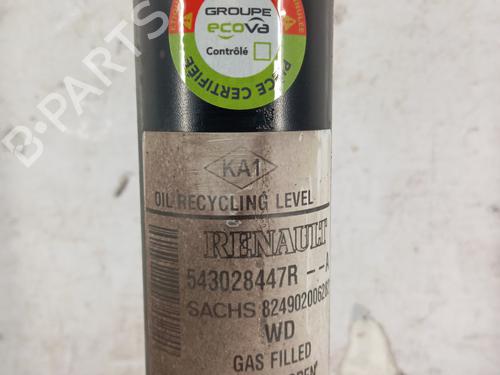 GROUPE
ecova
Contrôlé
PIÈCE CERTIFIÉE
B-PARTS
KA1
OIL RECYCLING LEVEL
RENAULT
543028447R -- A
SACHS
WD
GAS FILLED